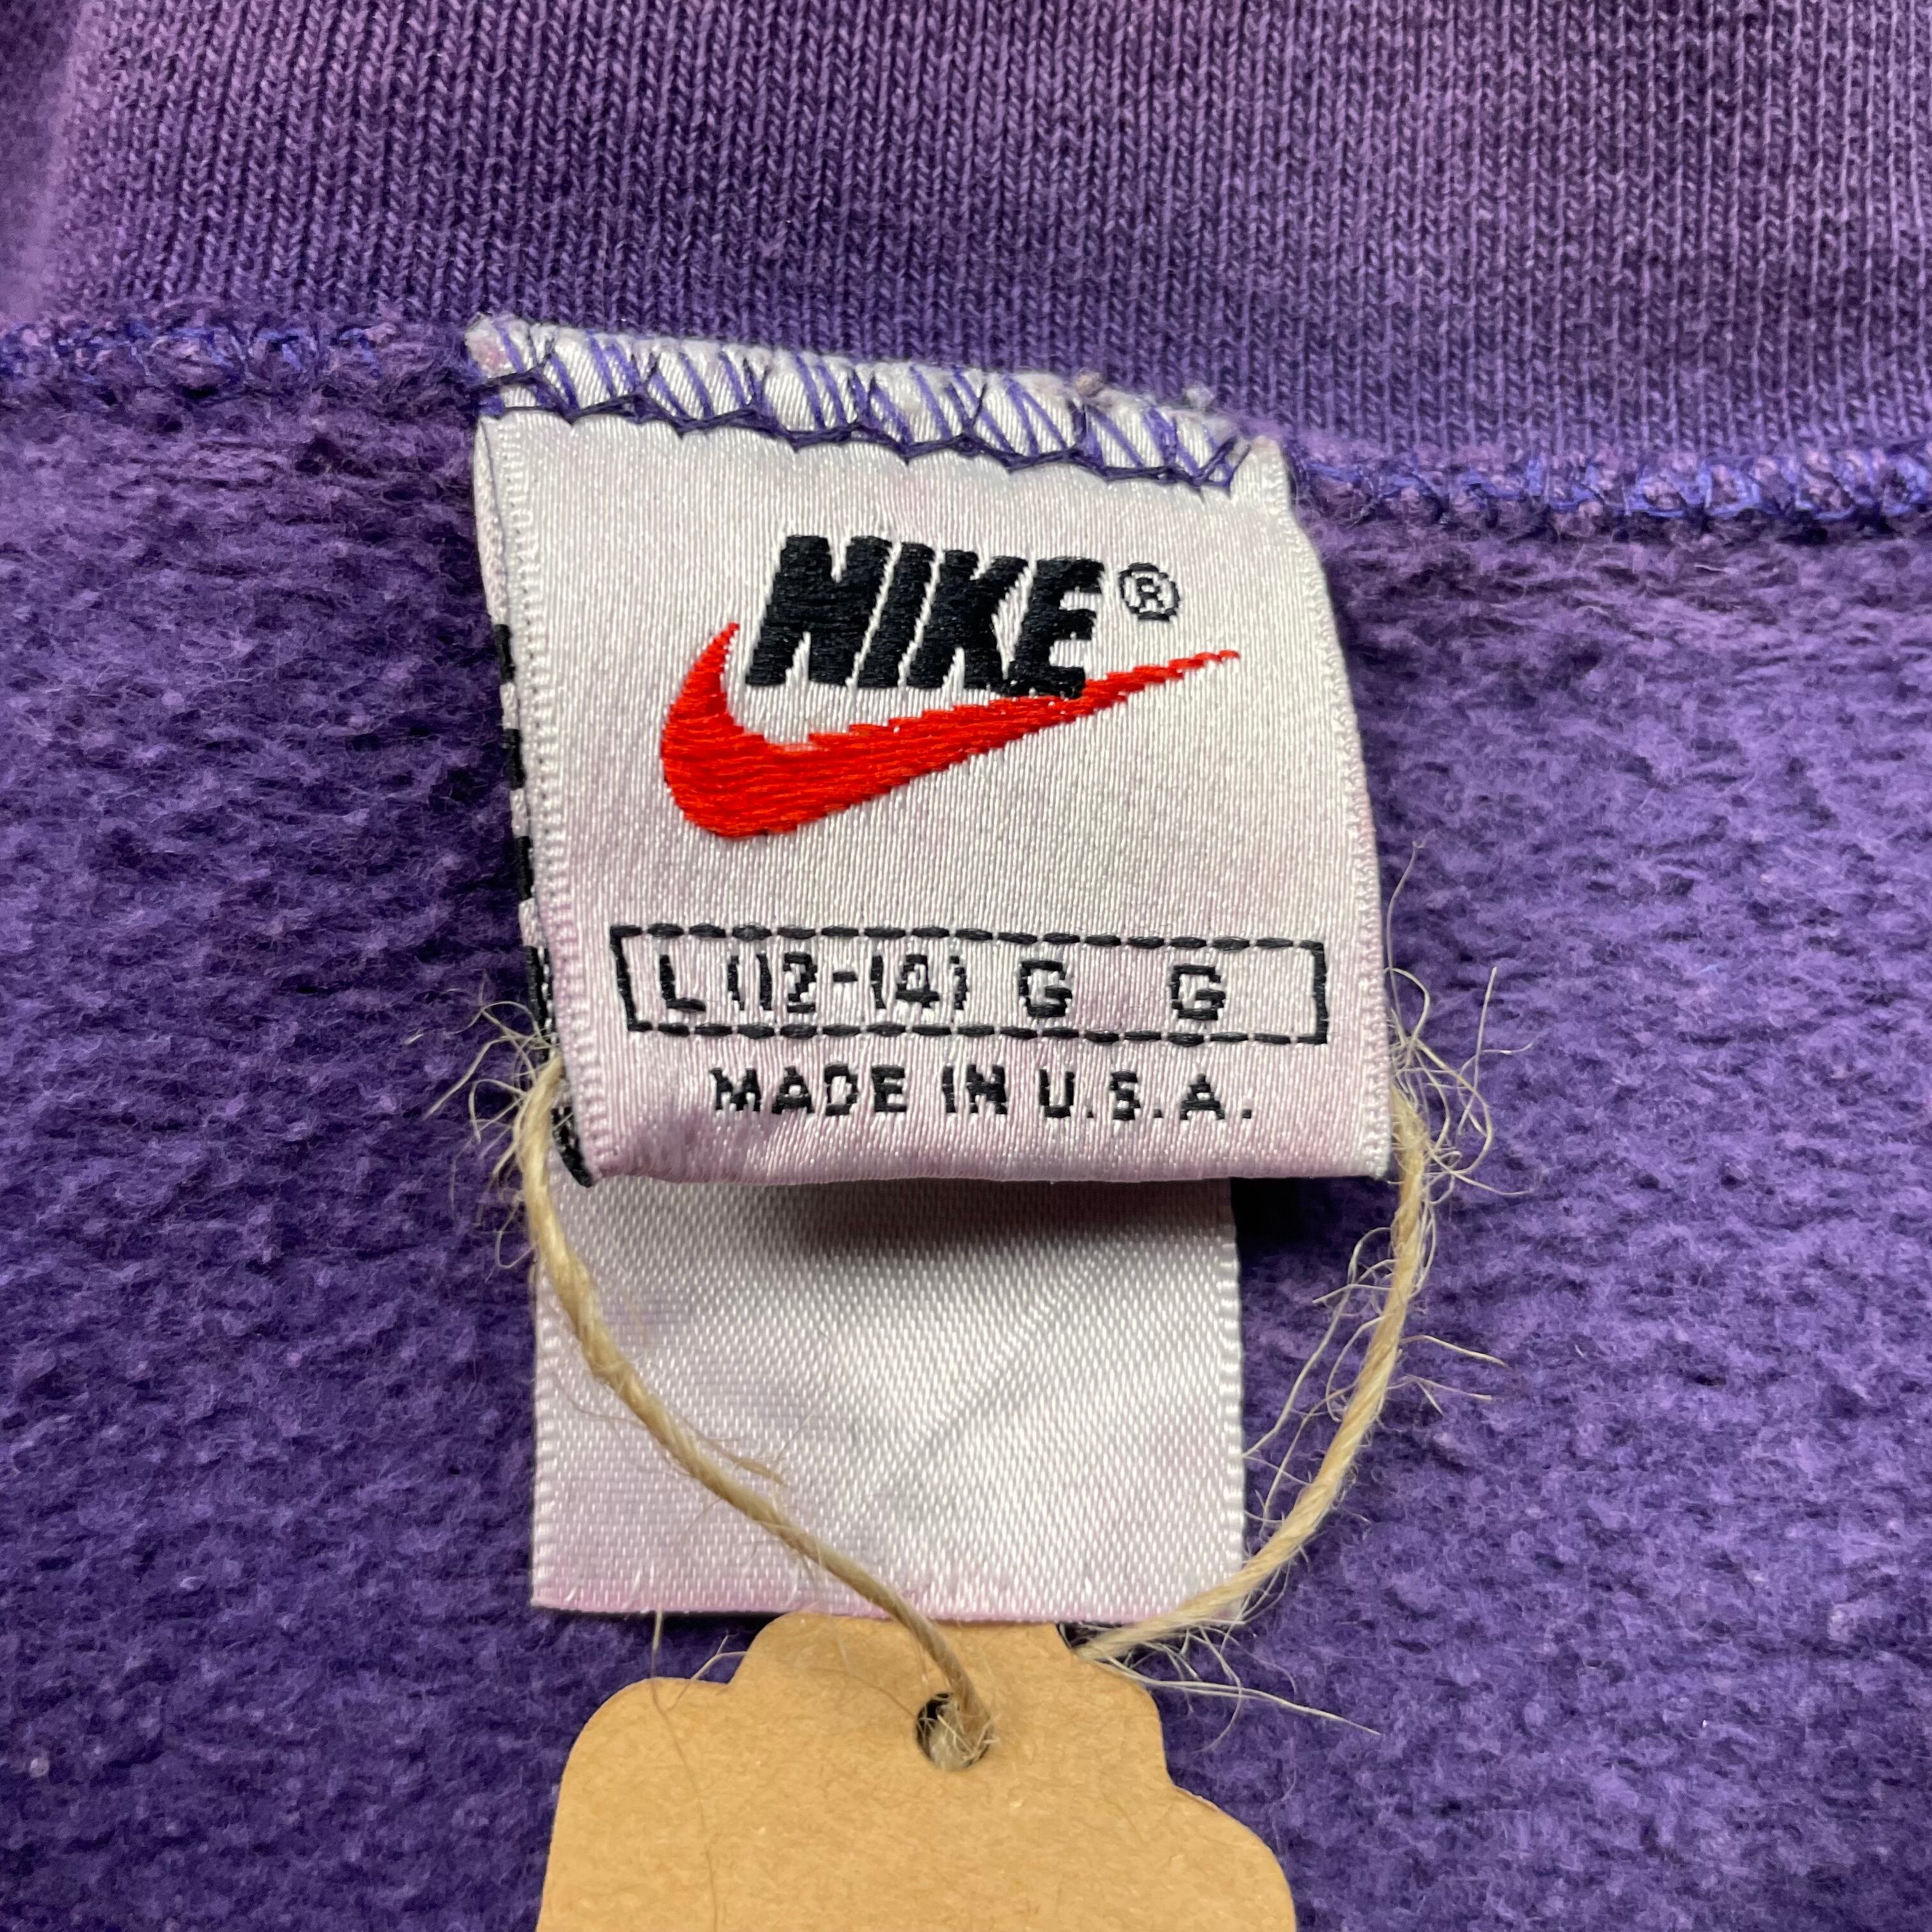 NIKE®
L (12-14) G G
MADE IN U.S.A.